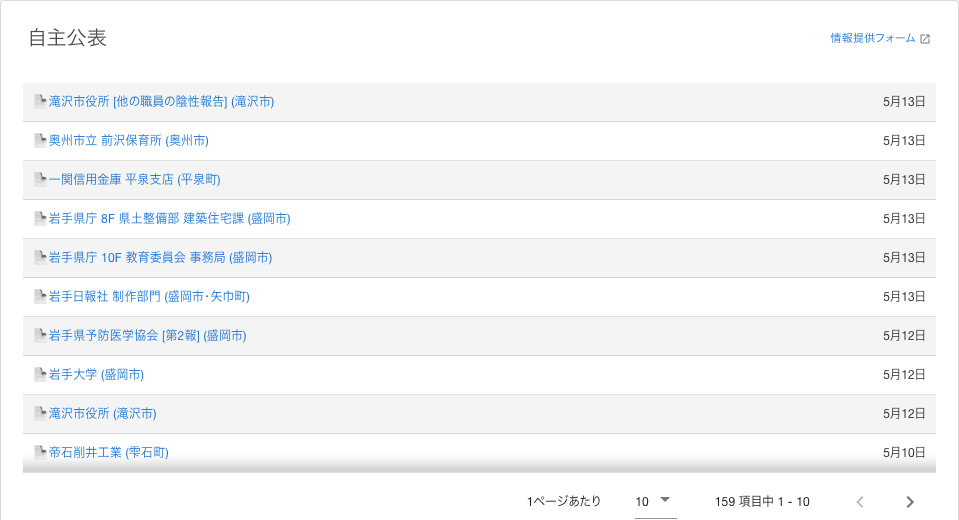 自主公表
情報提供フォーム
滝沢市役所 [他の職員の陰性報告] (滝沢市) 5月13日
奥州市立 前沢保育所 (奥州市) 5月13日
一関信用金庫 平泉支店 (平泉町) 5月13日
岩手県庁 8F 県土整備部 建築住宅課 (盛岡市) 5月13日
岩手県庁 10F 教育委員会 事務局 (盛岡市) 5月13日
岩手日報社 制作部門 (盛岡市･矢巾町) 5月13日
岩手県予防医学協会 [第2報] (盛岡市) 5月12日
岩手大学 (盛岡市) 5月12日
滝沢市役所 (滝沢市) 5月12日
帝石削井工業 (雫石町) 5月10日
1ページあたり 10 159 項目中 1 - 10